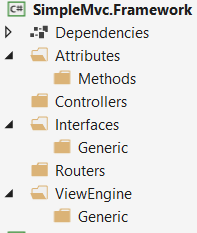 C# SimpleMvc.Framework
Dependencies
Attributes
Methods
Controllers
Interfaces
Generic
Routers
ViewEngine
Generic